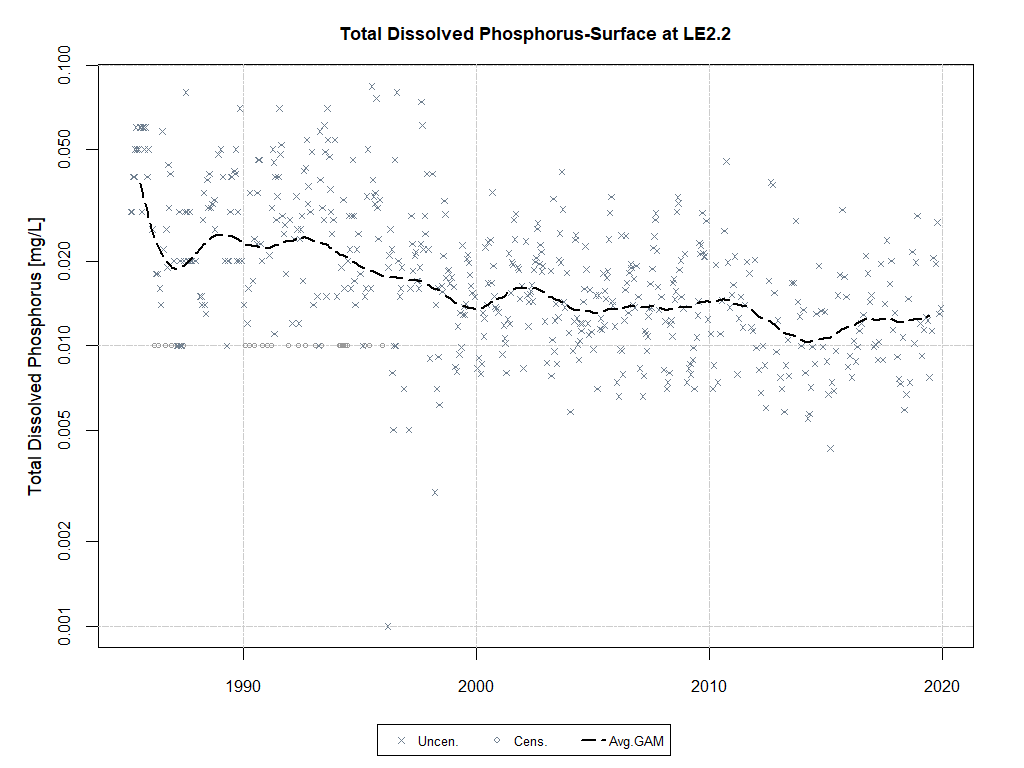 Total Dissolved Phosphorus-Surface at LE2.2
Total Dissolved Phosphorus [mg/L]
0.100
0.050
0.020
0.010
0.005
0.002
0.001
1990 2000 2010 2020
Uncen. Cens. Avg.GAM